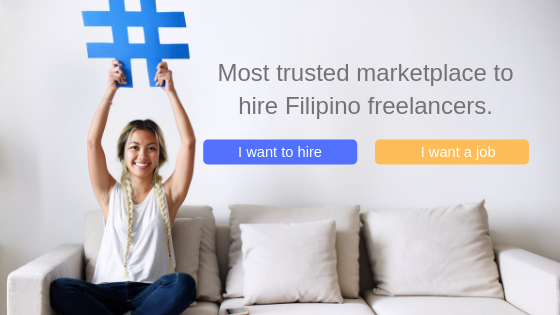 Most trusted marketplace to
hire Filipino freelancers.
I want to hire
I want a job